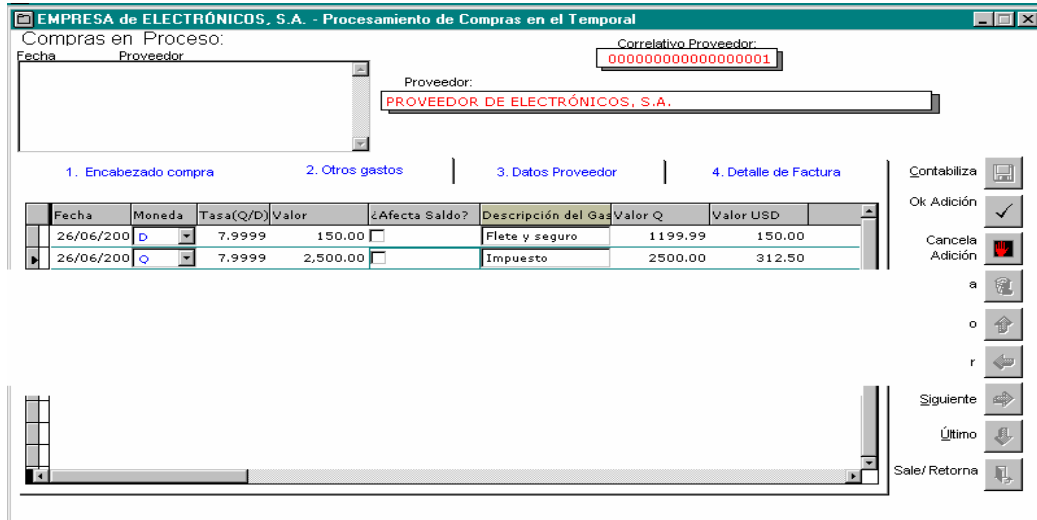 EMPRESA de ELECTRÓNICOS, S.A. - Procesamiento de Compras en el Temporal
Compras en Proceso:
Fecha Proveedor
Correlativo Proveedor:
000000000000000001
Proveedor:
PROVEEDOR DE ELECTRÓNICOS, S.A.
1. Encabezado compra 2. Otros gastos 3. Datos Proveedor 4. Detalle de Factura
Fecha Moneda Tasa(Q/D) Valor ¿Afecta Saldo? Descripción del Gas Valor Q Valor USD
26/06/200 D 7.9999 150.00 Flete y seguro 1199.99 150.00
26/06/200 Q 7.9999 2,500.00 Impuesto 2500.00 312.50
Contabiliza
Ok Adición
Cancela
Adición
a
o
r
Siguiente
Último
Sale/ Retorna